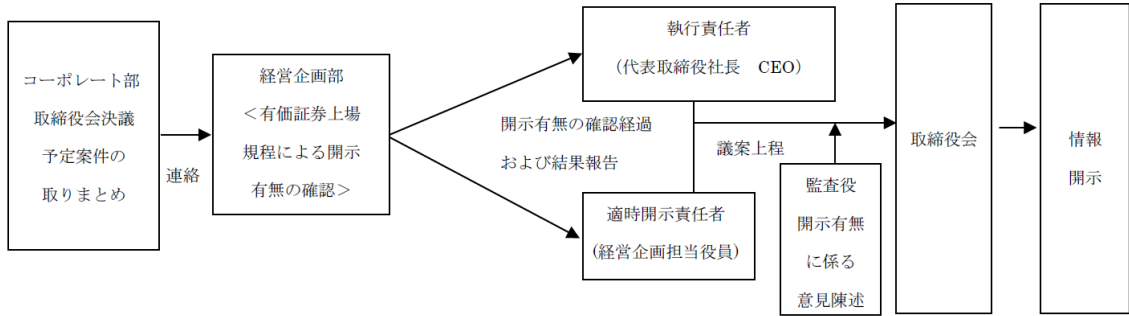 コーポレート部
取締役会決議
予定案件の
取りまとめ
連絡
経営企画部
＜有価証券上場
規程による開示
有無の確認＞
執行責任者
（代表取締役社長　CEO）
開示有無の確認経過
および結果報告
適時開示責任者
(経営企画担当役員)
議案上程
監査役
開示有無
に係る
意見陳述
取締役会
情報
開示